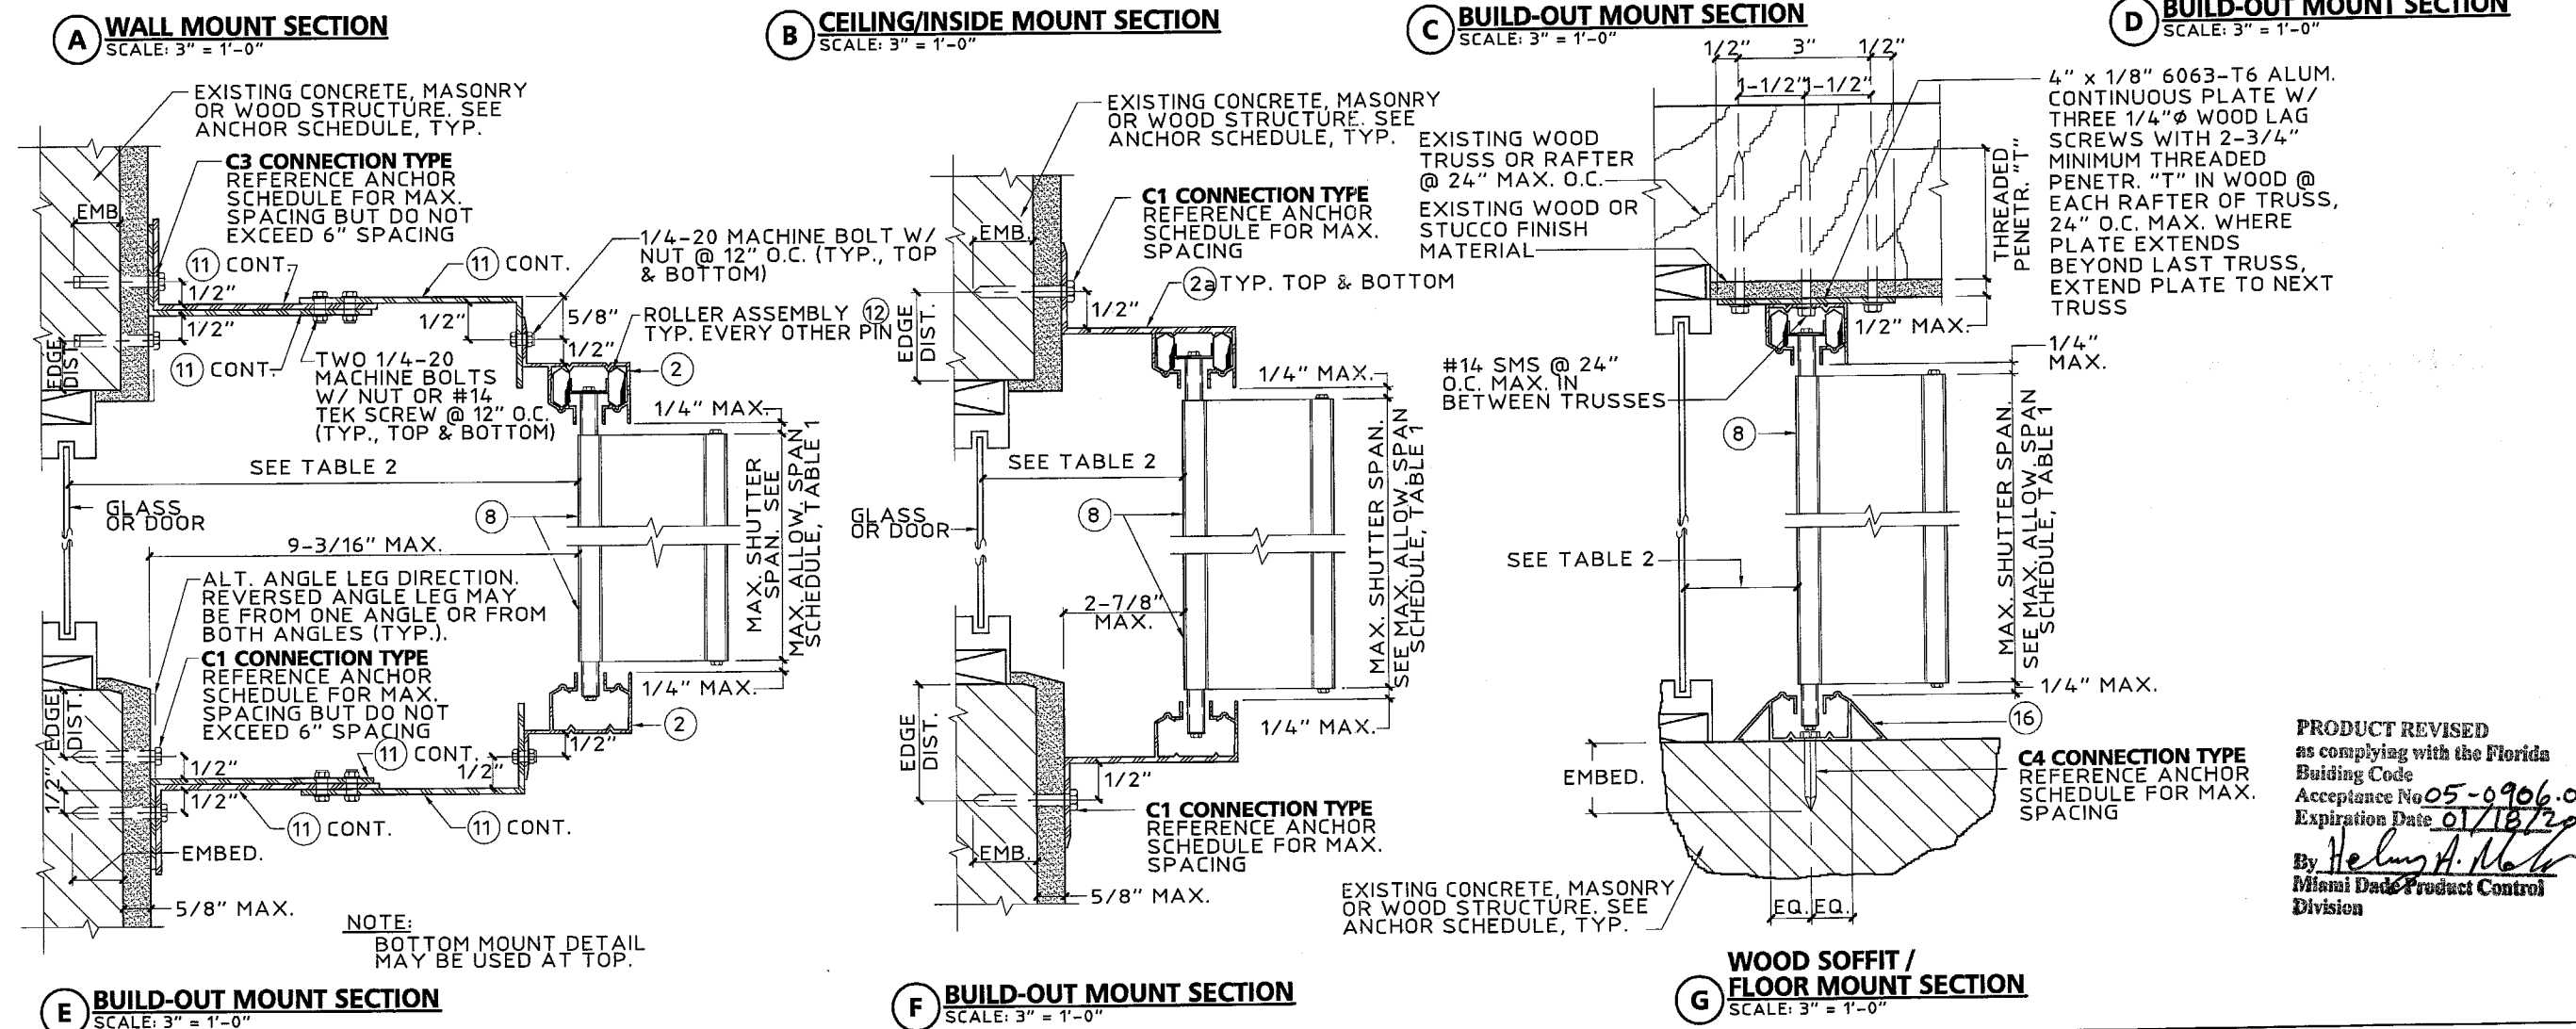 A WALL MOUNT SECTION
SCALE: 3" = 1'-0"
B CEILING/INSIDE MOUNT SECTION
SCALE: 3" = 1'-0"
C BUILD-OUT MOUNT SECTION
SCALE: 3" = 1'-0"
D BUILD-OUT MOUNT SECTION
SCALE: 3" = 1'-0"
EXISTING CONCRETE, MASONRY
OR WOOD STRUCTURE. SEE
ANCHOR SCHEDULE, TYP.
C3 CONNECTION TYPE
REFERENCE ANCHOR
SCHEDULE FOR MAX.
SPACING BUT DO NOT
EXCEED 6" SPACING
EMB.
11 CONT.
11 CONT.
1/2"
1/2"
11 CONT.
EDGE
DIST.
1/4-20 MACHINE BOLT W/
NUT @ 12" O.C. (TYP., TOP
& BOTTOM)
1/2"
5/8"
1/2"
ROLLER ASSEMBLY 12
TYP. EVERY OTHER PIN
2
TWO 1/4-20
MACHINE BOLTS
W/ NUT OR #14
TEK SCREW @ 12" O.C.
(TYP., TOP & BOTTOM)
1/4" MAX.
SEE TABLE 2
GLASS
OR DOOR
8
MAX. SHUTTER
SPAN. SEE
MAX. ALLOW. SPAN
SCHEDULE, TABLE 1
9-3/16" MAX.
ALT. ANGLE LEG DIRECTION.
REVERSED ANGLE LEG MAY
BE FROM ONE ANGLE OR FROM
BOTH ANGLES (TYP.).
C1 CONNECTION TYPE
REFERENCE ANCHOR
SCHEDULE FOR MAX.
SPACING BUT DO NOT
EXCEED 6" SPACING
1/4" MAX.
2
EDGE
DIST.
1/2"
11 CONT.
1/2"
1/2"
1/2"
1/2"
11 CONT.
11 CONT.
EMBED.
5/8" MAX.
NOTE:
BOTTOM MOUNT DETAIL
MAY BE USED AT TOP.
E BUILD-OUT MOUNT SECTION
SCALE: 3" = 1'-0"
EXISTING CONCRETE, MASONRY
OR WOOD STRUCTURE. SEE
ANCHOR SCHEDULE, TYP.
C1 CONNECTION TYPE
REFERENCE ANCHOR
SCHEDULE FOR MAX.
SPACING
EMB.
2a TYP. TOP & BOTTOM
1/2"
EDGE
DIST.
1/4" MAX.
SEE TABLE 2
GLASS
OR DOOR
8
MAX. SHUTTER SPAN.
SEE MAX. ALLOW. SPAN
SCHEDULE, TABLE 1
2-7/8"
MAX.
1/4" MAX.
EDGE
DIST.
1/2"
C1 CONNECTION TYPE
REFERENCE ANCHOR
SCHEDULE FOR MAX.
SPACING
EMB.
5/8" MAX.
F BUILD-OUT MOUNT SECTION
SCALE: 3" = 1'-0"
1/2" 3" 1/2"
1-1/2" 1-1/2"
EXISTING WOOD
TRUSS OR RAFTER
@ 24" MAX. O.C.
EXISTING WOOD OR
STUCCO FINISH
MATERIAL
THREADED
PENETR. "T"
4" x 1/8" 6063-T6 ALUM.
CONTINUOUS PLATE W/
THREE 1/4"Ø WOOD LAG
SCREWS WITH 2-3/4"
MINIMUM THREADED
PENETR. "T" IN WOOD @
EACH RAFTER OF TRUSS,
24" O.C. MAX. WHERE
PLATE EXTENDS
BEYOND LAST TRUSS,
EXTEND PLATE TO NEXT
TRUSS
1/2" MAX.
1/4"
MAX.
#14 SMS @ 24"
O.C. MAX. IN
BETWEEN TRUSSES
8
SEE TABLE 2
MAX. SHUTTER SPAN.
SEE MAX. ALLOW. SPAN
SCHEDULE, TABLE 1
1/4" MAX.
16
EMBED.
C4 CONNECTION TYPE
REFERENCE ANCHOR
SCHEDULE FOR MAX.
SPACING
EXISTING CONCRETE, MASONRY
OR WOOD STRUCTURE. SEE
ANCHOR SCHEDULE, TYP.
EQ. EQ.
G WOOD SOFFIT /
FLOOR MOUNT SECTION
SCALE: 3" = 1'-0"
PRODUCT REVISED
as complying with the Florida
Buiding Code
Acceptance No 05-0906.0
Expiration Date 01/18/20
By Helmy A.
Miami Dade Product Control
Division